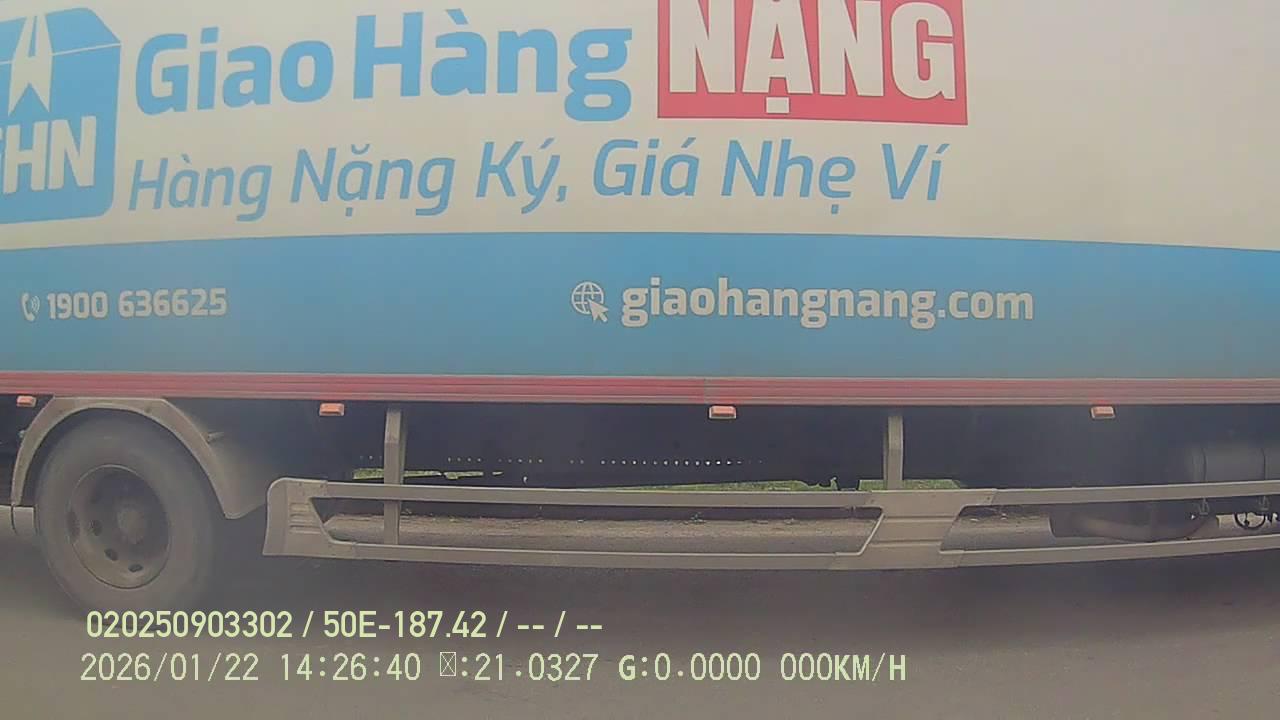 Giao Hàng NẶNG
GHN
Hàng Nặng Ký, Giá Nhẹ Ví
1900 636625
giaohangnang.com
020250903302 / 50E-187.42 / -- / --
2026/01/22 14:26:40 :21.0327 G:0.0000 000KM/H